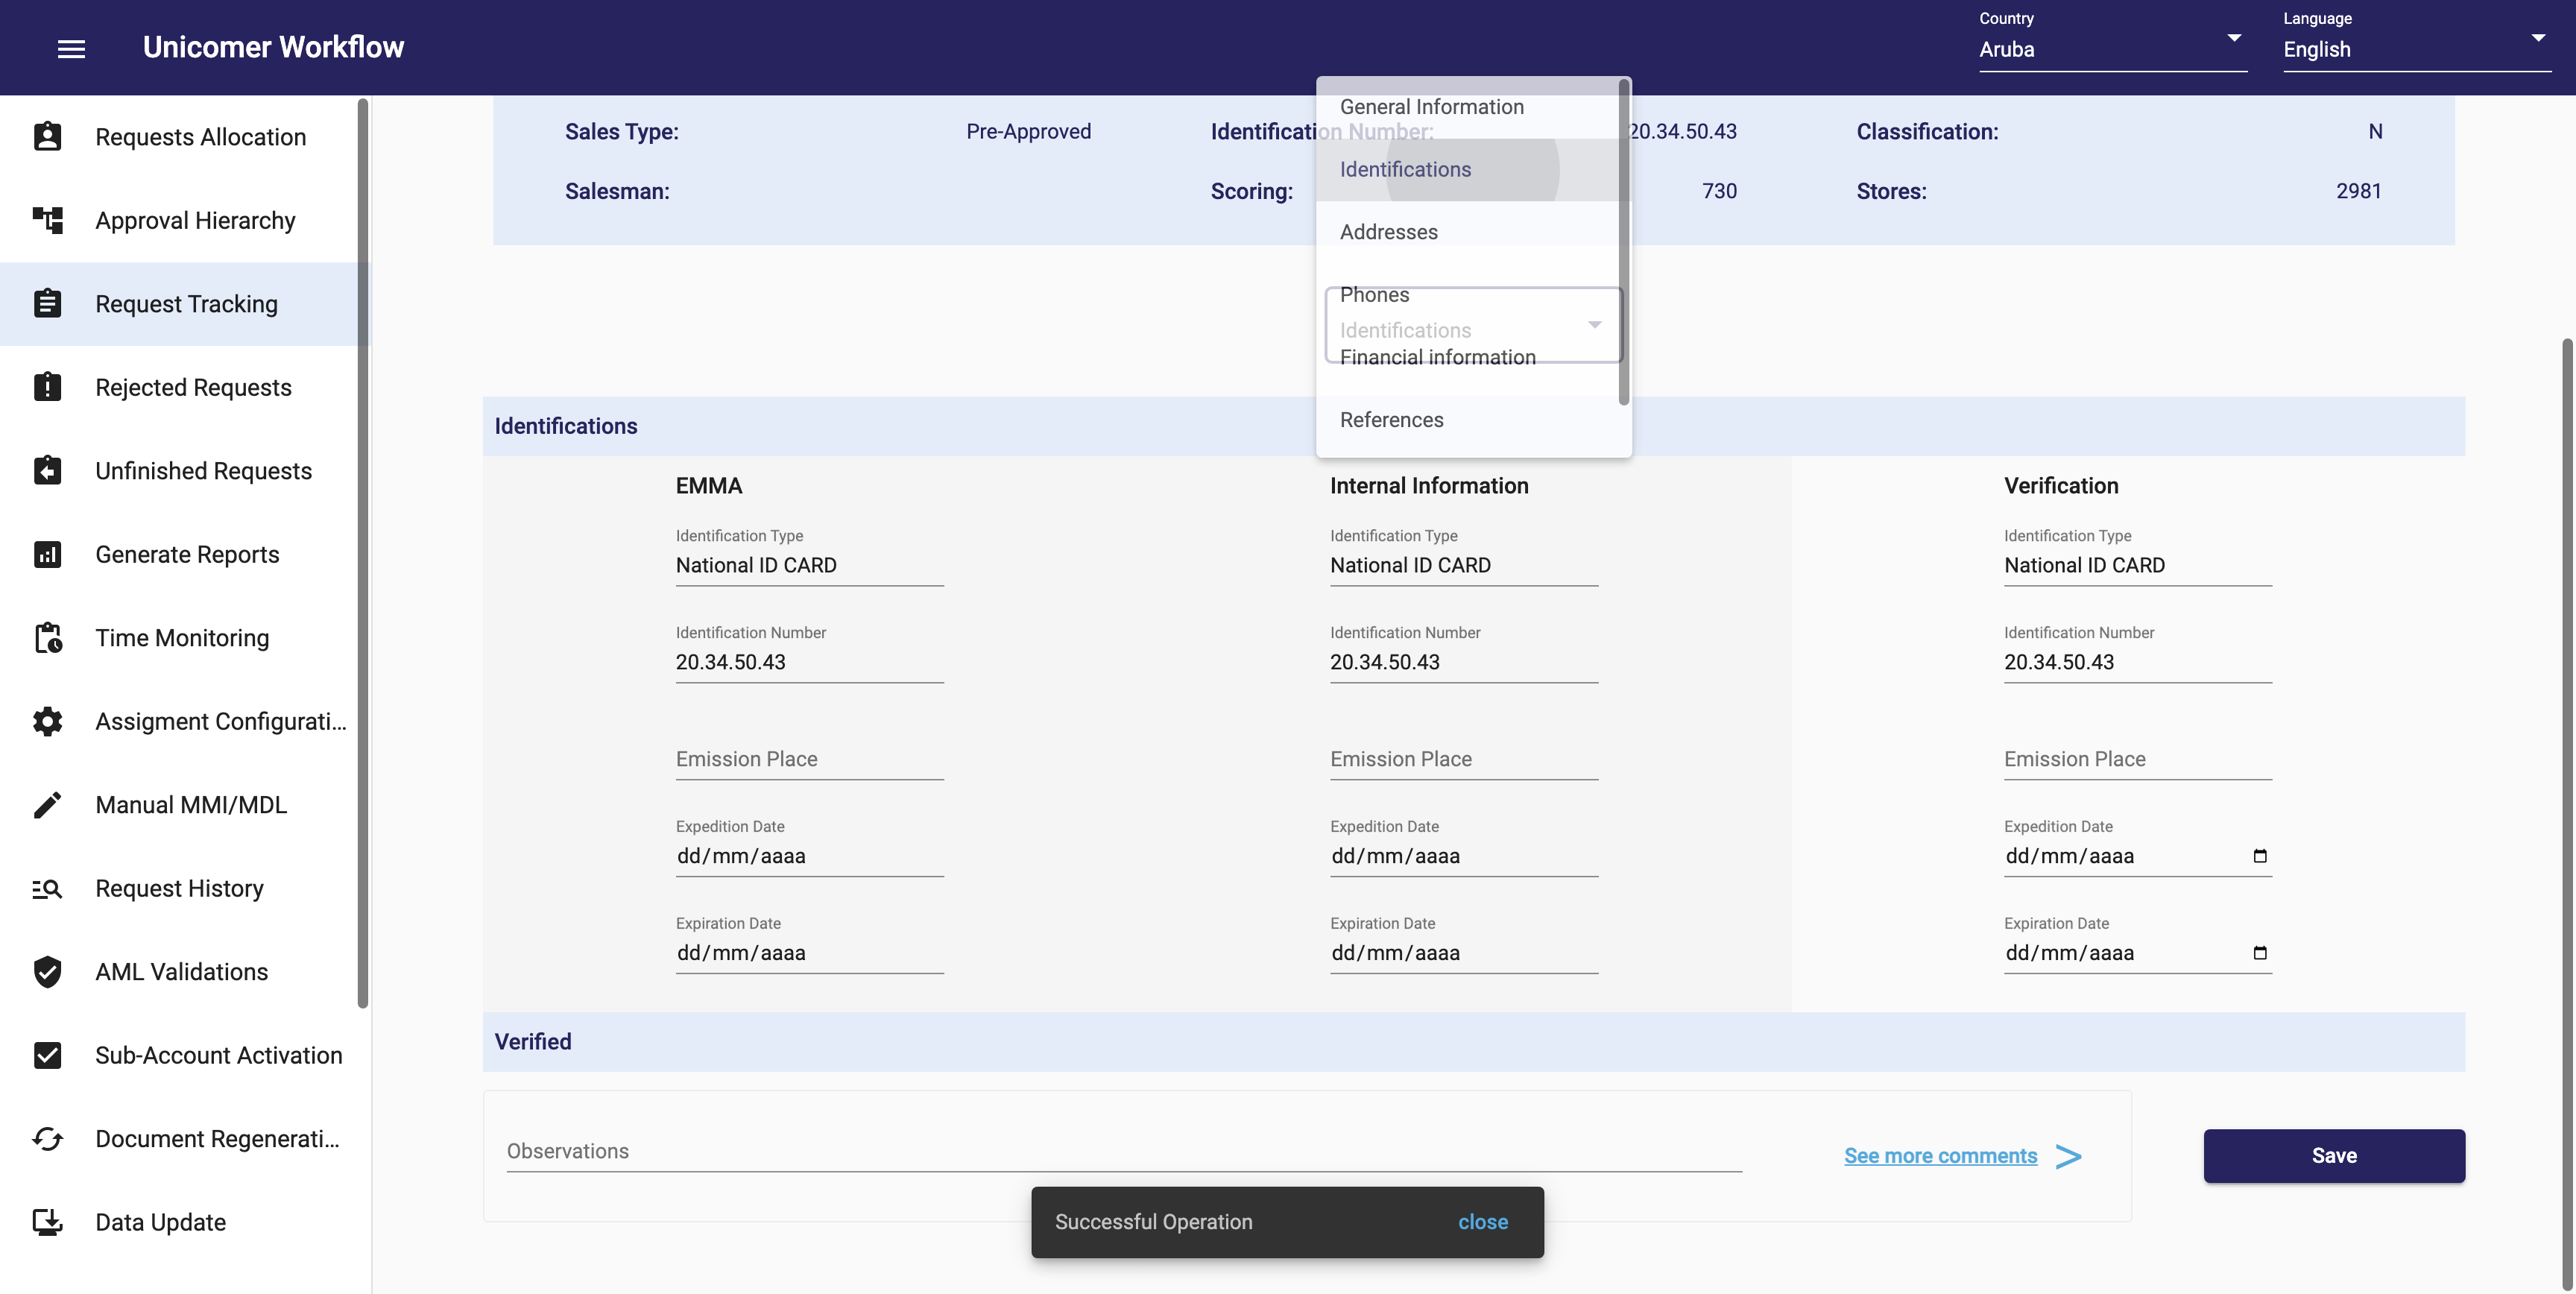 Unicomer Workflow
Country
Aruba
Language
English
Requests Allocation
Approval Hierarchy
Request Tracking
Rejected Requests
Unfinished Requests
Generate Reports
Time Monitoring
Assigment Configurati...
Manual MMI/MDL
Request History
AML Validations
Sub-Account Activation
Document Regenerati...
Data Update
Sales Type: Pre-Approved Identification Number: 20.34.50.43 Classification: N
Salesman: Scoring: 730 Stores: 2981
General Information
Identifications
Addresses
Phones
Identifications
Financial information
References
Identifications
EMMA
Identification Type
National ID CARD
Identification Number
20.34.50.43
Emission Place
Expedition Date
dd/mm/aaaa
Expiration Date
dd/mm/aaaa
Internal Information
Identification Type
National ID CARD
Identification Number
20.34.50.43
Emission Place
Expedition Date
dd/mm/aaaa
Expiration Date
dd/mm/aaaa
Verification
Identification Type
National ID CARD
Identification Number
20.34.50.43
Emission Place
Expedition Date
dd/mm/aaaa
Expiration Date
dd/mm/aaaa
Verified
Observations
See more comments >
Save
Successful Operation close